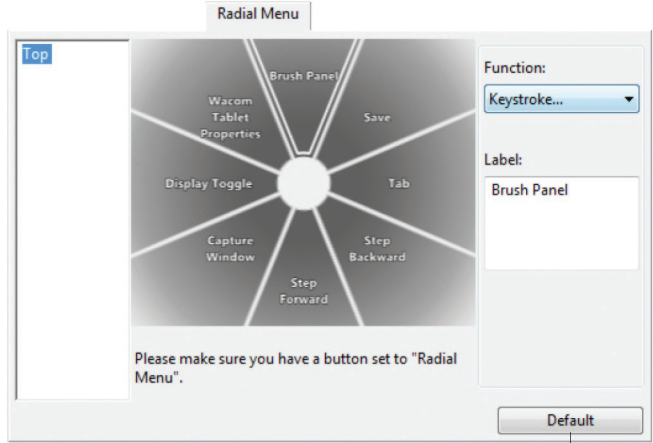 Radial Menu
Top
Brush Panel
Wacom
Tablet
Properties
Save
Display Toggle
Tab
Capture
Window
Step
Backward
Step
Forward
Please make sure you have a button set to "Radial
Menu".
Function:
Keystroke...
Label:
Brush Panel
Default